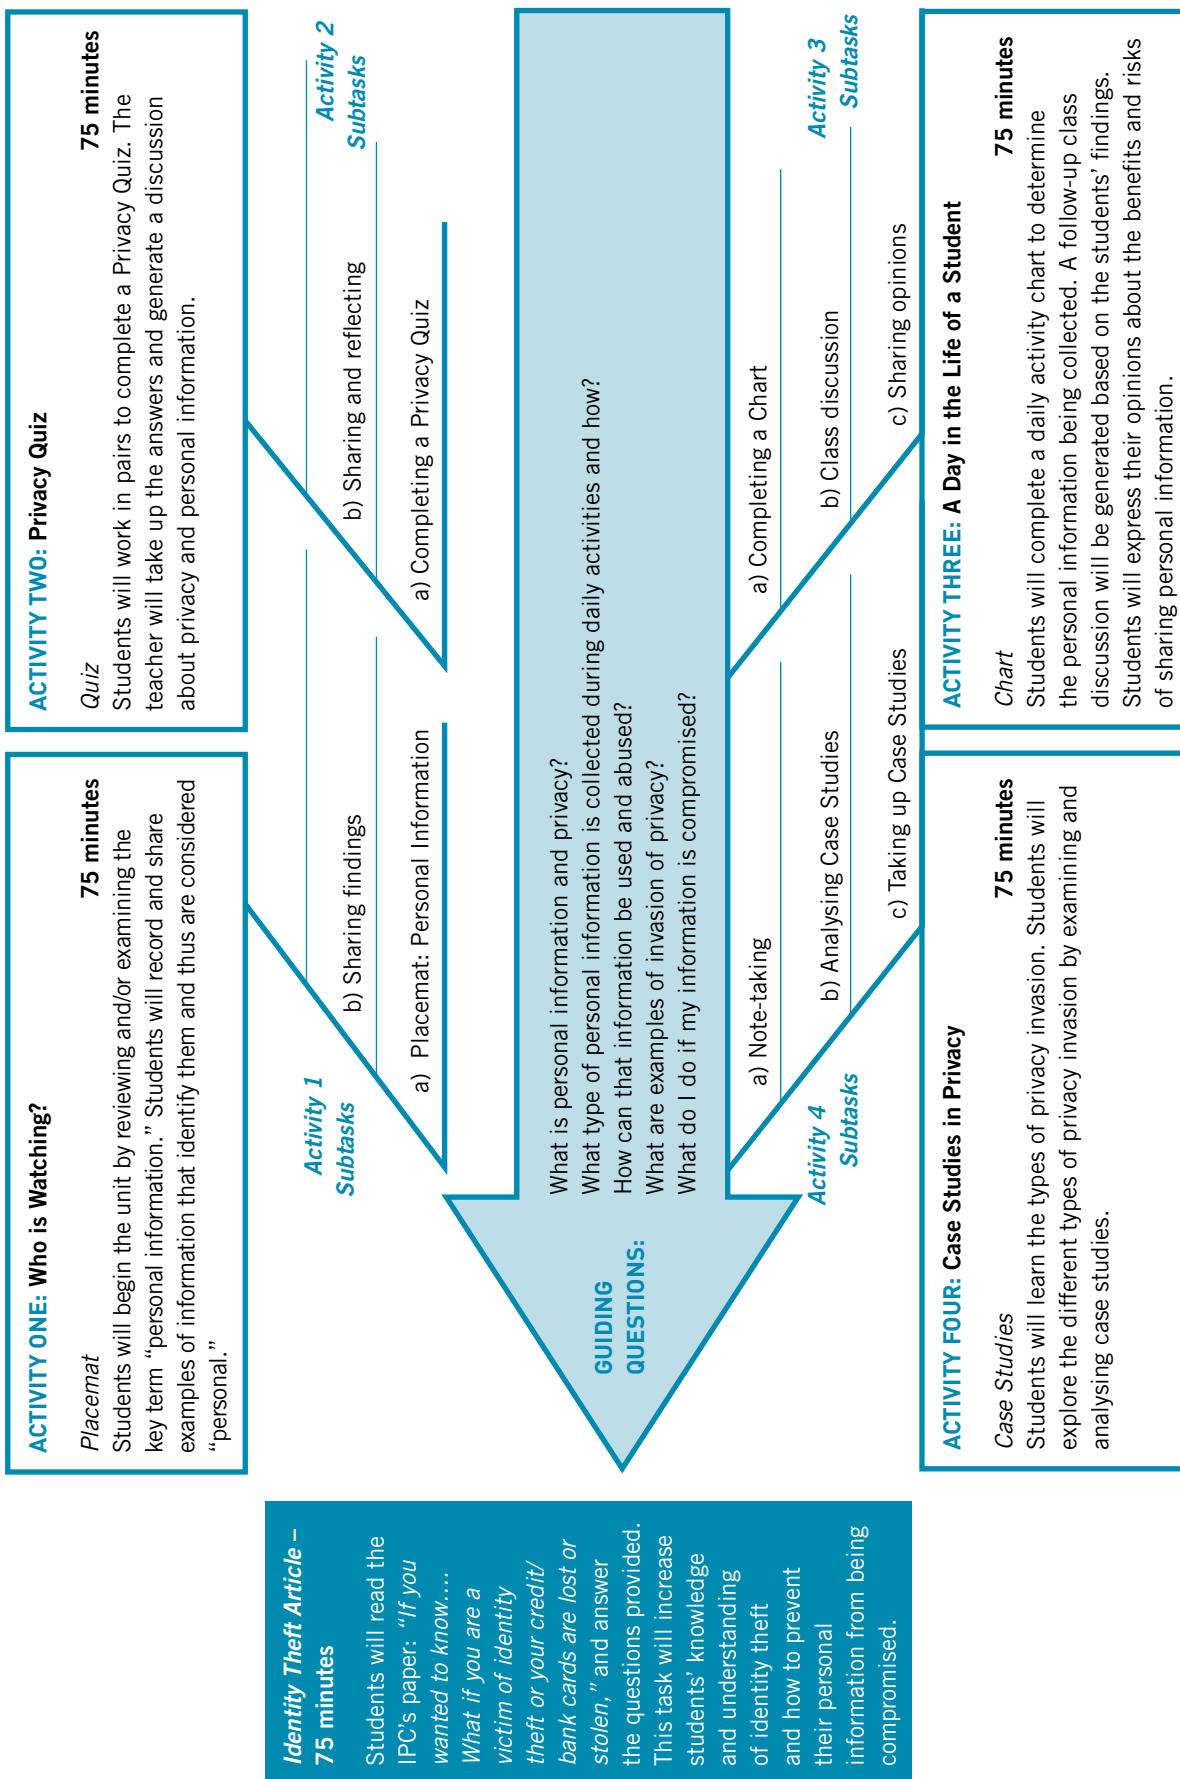 Identity Theft Article –
75 minutes
Students will read the
IPC’s paper: “If you
wanted to know....
What if you are a
victim of identity
theft or your credit/
bank cards are lost or
stolen,” and answer
the questions provided.
This task will increase
students’ knowledge
and understanding
of identity theft
and how to prevent
their personal
information from being
compromised.
ACTIVITY ONE: Who is Watching?
Placemat
75 minutes
Students will begin the unit by reviewing and/or examining the
key term “personal information.” Students will record and share
examples of information that identify them and thus are considered
“personal.”
ACTIVITY TWO: Privacy Quiz
Quiz
75 minutes
Students will work in pairs to complete a Privacy Quiz. The
teacher will take up the answers and generate a discussion
about privacy and personal information.
Activity 1
Subtasks
b) Sharing findings
a) Placemat: Personal Information
Activity 2
Subtasks
b) Sharing and reflecting
a) Completing a Privacy Quiz
GUIDING
QUESTIONS:
What is personal information and privacy?
What type of personal information is collected during daily activities and how?
How can that information be used and abused?
What are examples of invasion of privacy?
What do I do if my information is compromised?
Activity 4
Subtasks
a) Note-taking
b) Analysing Case Studies
c) Taking up Case Studies
Activity 3
Subtasks
a) Completing a Chart
b) Class discussion
c) Sharing opinions
ACTIVITY FOUR: Case Studies in Privacy
Case Studies
75 minutes
Students will learn the types of privacy invasion. Students will
explore the different types of privacy invasion by examining and
analysing case studies.
ACTIVITY THREE: A Day in the Life of a Student
Chart
75 minutes
Students will complete a daily activity chart to determine
the personal information being collected. A follow-up class
discussion will be generated based on the students’ findings.
Students will express their opinions about the benefits and risks
of sharing personal information.